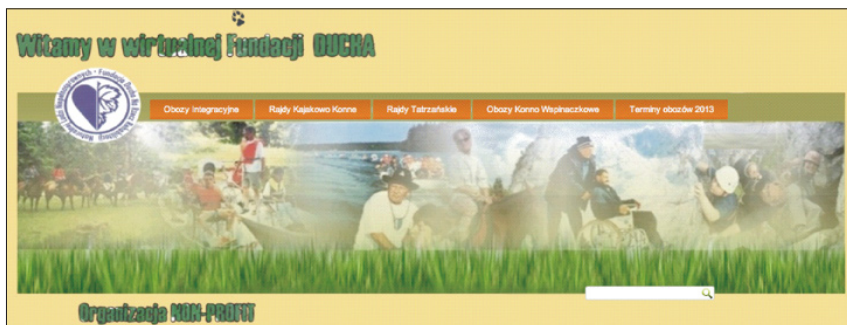 Witamy w wirtualnej Fundacji DUCHA
Obozy Integracyjne
Rajdy Kajakowo Konne
Rajdy Tatrzańskie
Obozy Konno Wspinaczkowe
Terminy obozów 2013
Organizacja NON-PROFIT